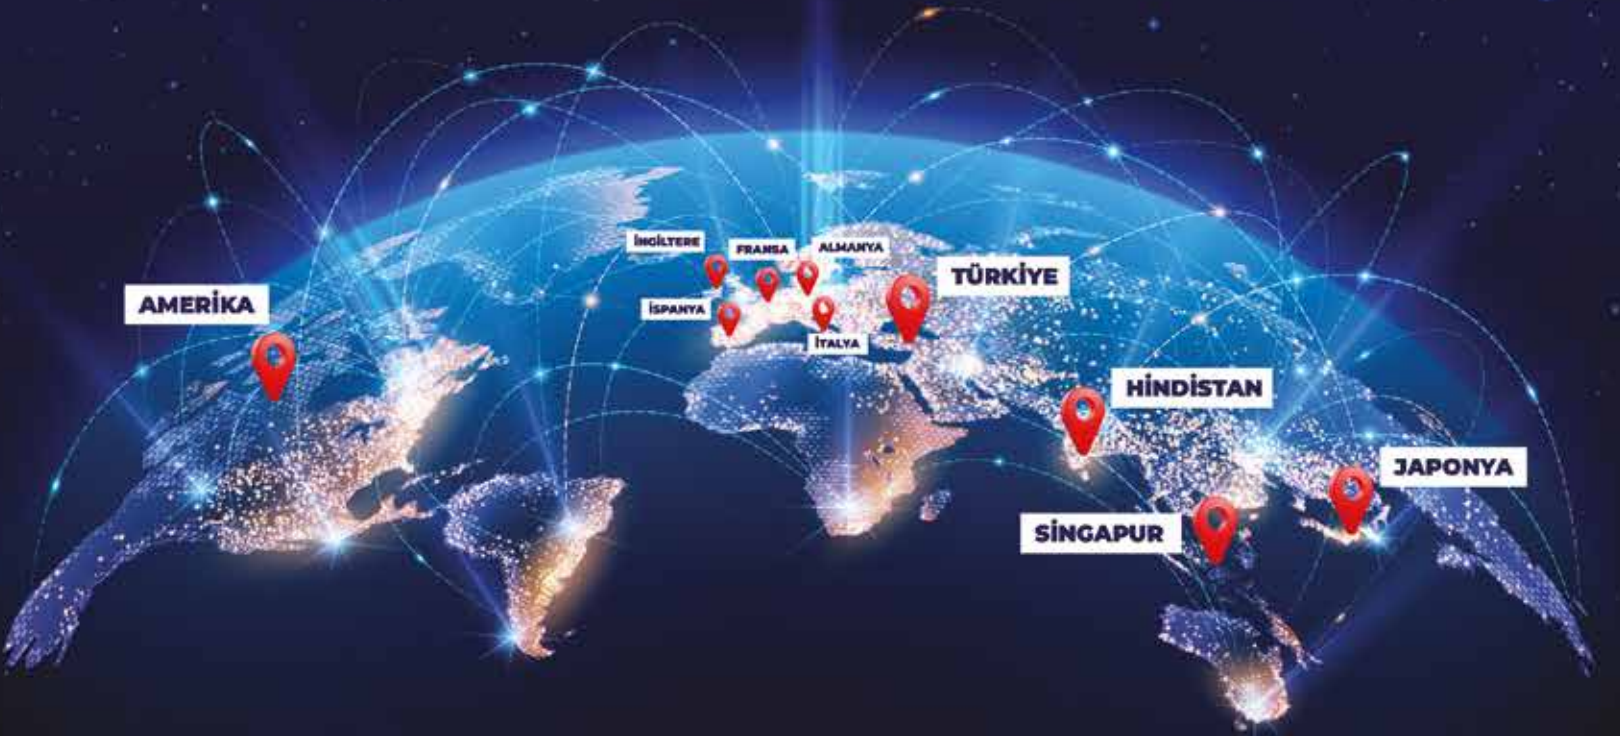 İNGİLTERE
FRANSA
ALMANYA
TÜRKİYE
AMERİKA
İSPANYA
İTALYA
HİNDİSTAN
JAPONYA
SİNGAPUR